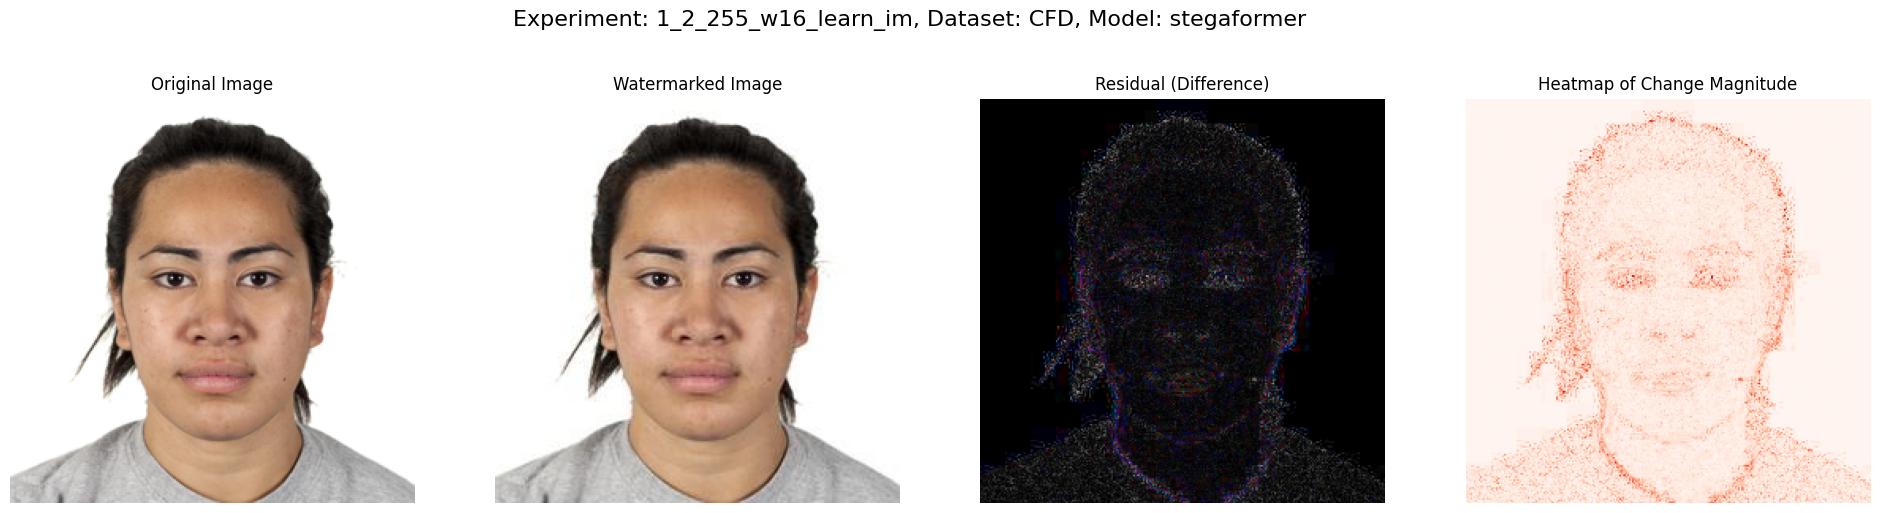 Experiment: 1_2_255_w16_learn_im, Dataset: CFD, Model: stegaformer
Original Image
Watermarked Image
Residual (Difference)
Heatmap of Change Magnitude